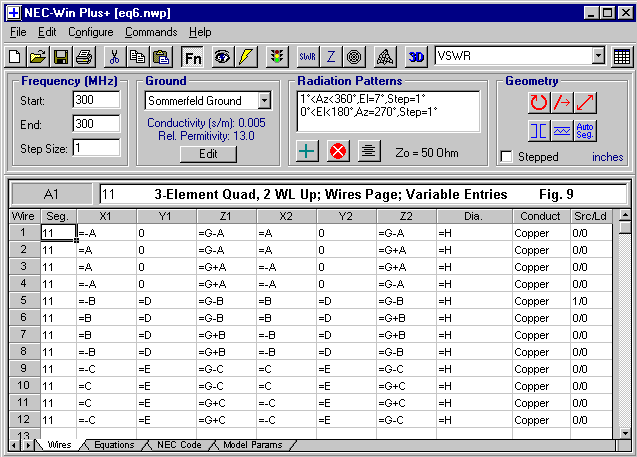 NEC-Win Plus+ [eq6.nwp]
File Edit Configure Commands Help
Fn SWR Z 3D VSWR
Frequency (MHz)
Start: 300
End: 300
Step Size: 1
Ground
Sommerfeld Ground
Conductivity (s/m): 0.005
Rel. Permitivity: 13.0
Edit
Radiation Patterns
1°<Az<360°,El=7°,Step=1°
0°<El<180°,Az=270°,Step=1°
Zo = 50 Ohm
Geometry
Auto Seg.
Stepped inches
A1 11 3-Element Quad, 2 WL Up; Wires Page; Variable Entries Fig. 9
Wire Seg. X1 Y1 Z1 X2 Y2 Z2 Dia. Conduct Src/Ld
1 11 =-A 0 =G-A =A 0 =G-A =H Copper 0/0
2 11 =A 0 =G-A =A 0 =G+A =H Copper 0/0
3 11 =A 0 =G+A =-A 0 =G+A =H Copper 0/0
4 11 =-A 0 =G+A =-A 0 =G-A =H Copper 0/0
5 11 =-B =D =G-B =B =D =G-B =H Copper 1/0
6 11 =B =D =G-B =B =D =G+B =H Copper 0/0
7 11 =B =D =G+B =-B =D =G+B =H Copper 0/0
8 11 =-B =D =G+B =-B =D =G-B =H Copper 0/0
9 11 =-C =E =G-C =C =E =G-C =H Copper 0/0
10 11 =C =E =G-C =C =E =G+C =H Copper 0/0
11 11 =C =E =G+C =-C =E =G+C =H Copper 0/0
12 11 =-C =E =G+C =-C =E =G-C =H Copper 0/0
13
Wires Equations NEC Code Model Params